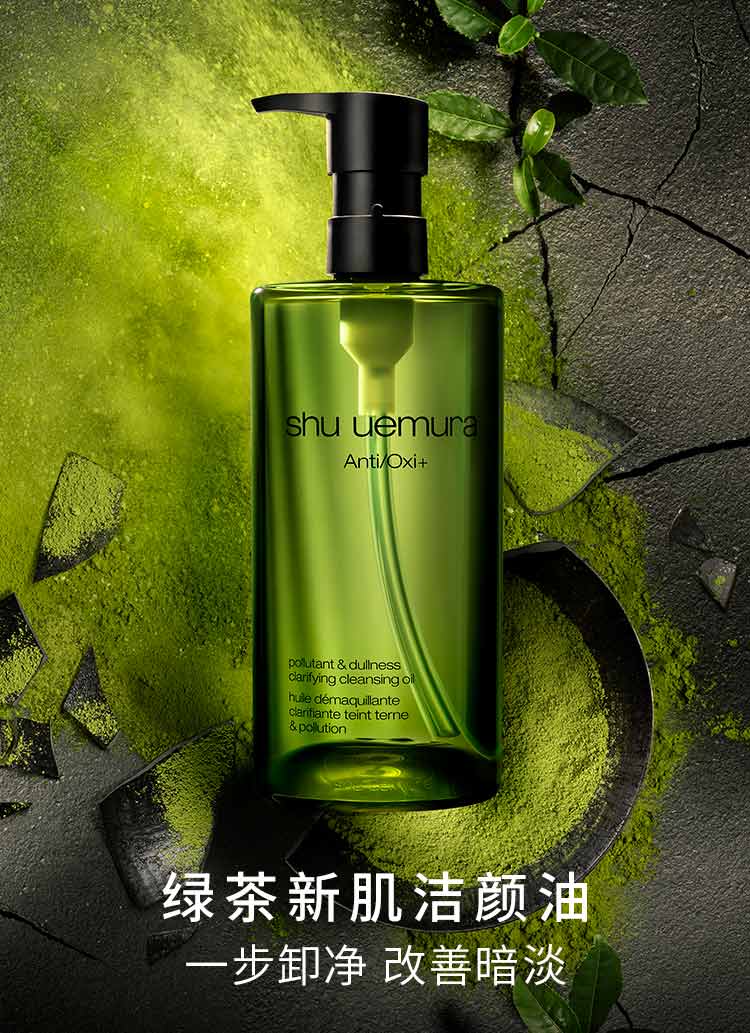 shu uemura
Anti/Oxi+
pollutant & dullness
clarifying cleansing oil
huile démaquillante
clarifiante teint terne
& pollution
绿茶新肌洁颜油
一步卸净 改善暗淡